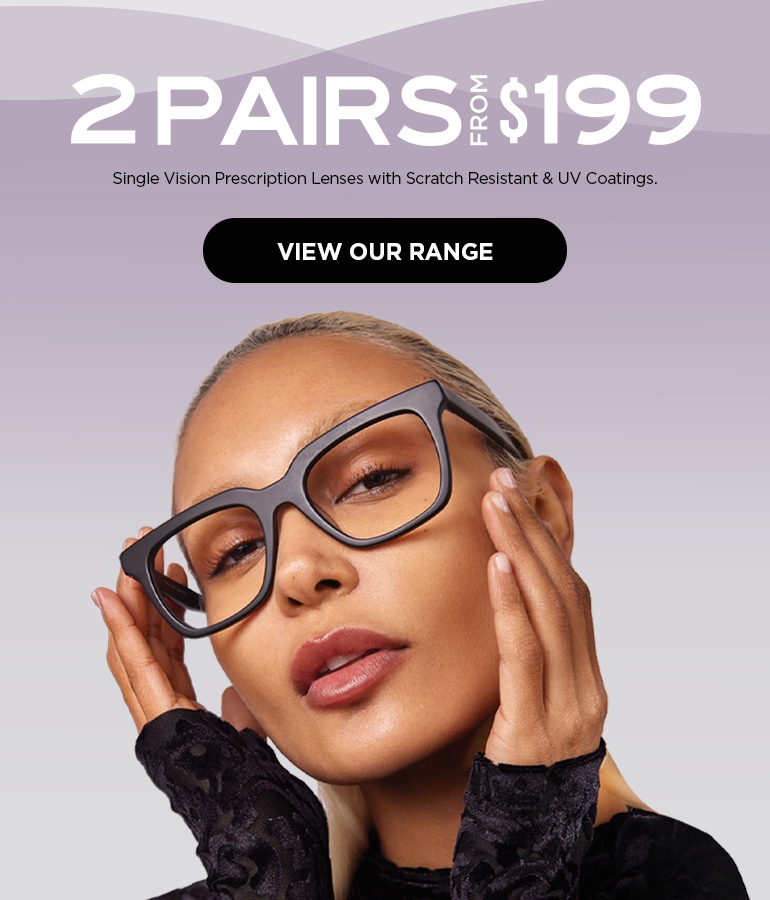 2 PAIRS FROM $199
Single Vision Prescription Lenses with Scratch Resistant & UV Coatings.
VIEW OUR RANGE